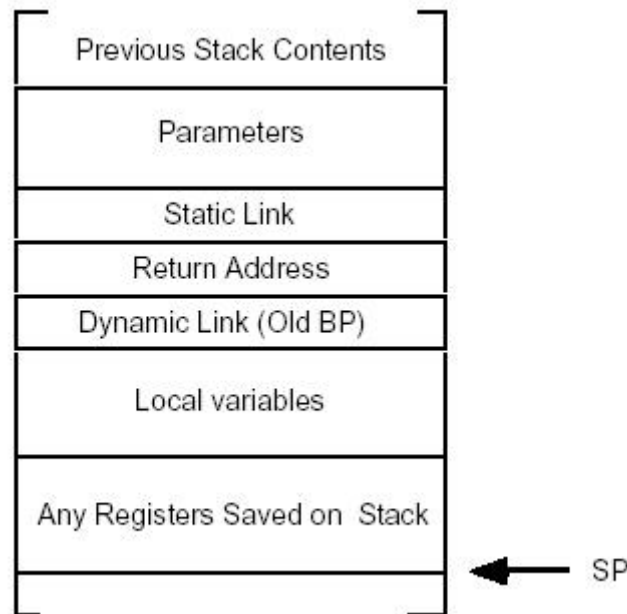 Previous Stack Contents
Parameters
Static Link
Return Address
Dynamic Link (Old BP)
Local variables
Any Registers Saved on Stack
SP